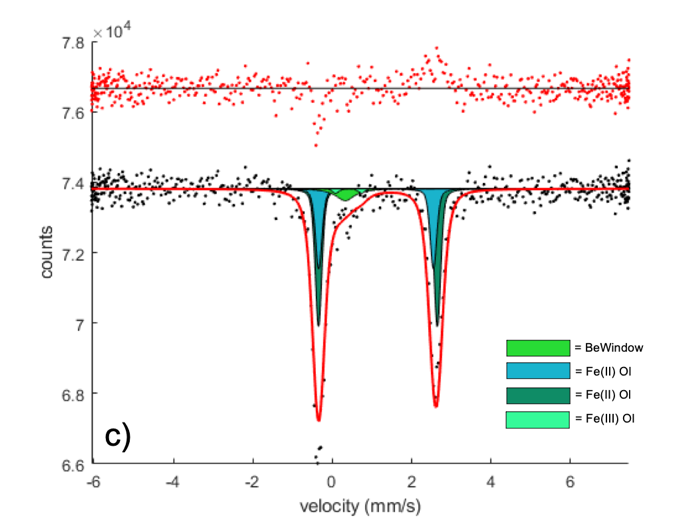 ×10⁴
7.8
7.6
7.4
7.2
7
6.8
6.6
counts
-6
-4
-2
0
2
4
6
velocity (mm/s)
c)
= BeWindow
= Fe(II) Ol
= Fe(II) Ol
= Fe(III) Ol